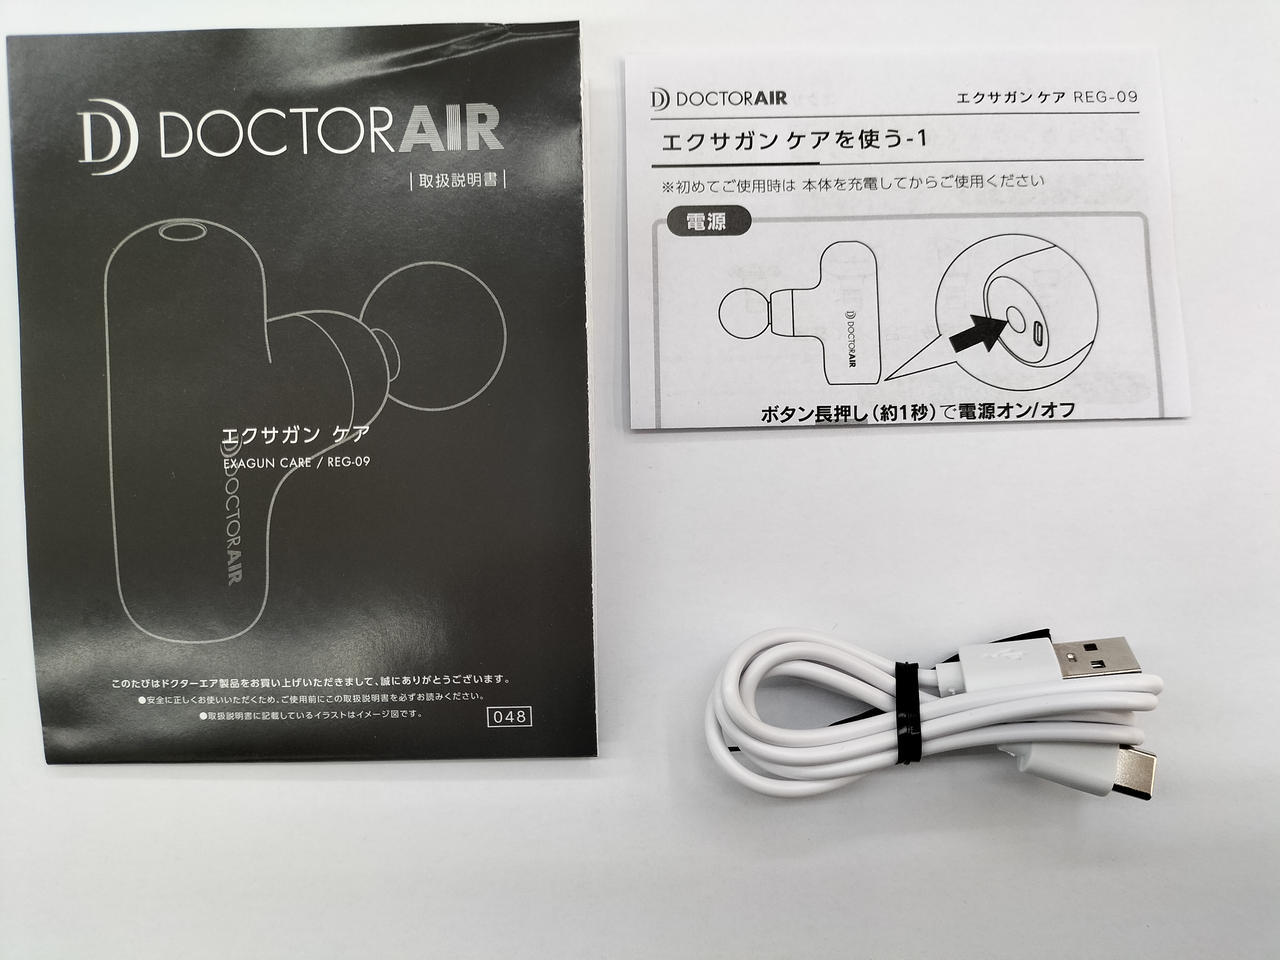 DOCTORAIR
取扱説明書
エクサガン ケア
EXAGUN CARE / REG-09
DOCTORAIR
このたびはドクターエア製品をお買い上げいただきまして、誠にありがとうございます。
●安全に正しくお使いいただくため、ご使用前にこの取扱説明書を必ずお読みください。
●取扱説明書に記載しているイラストはイメージ図です。
048
DOCTORAIR エクサガン ケア REG-09
エクサガン ケアを使う-1
※初めてご使用時は 本体を充電してからご使用ください
電源
DOCTORAIR
ボタン長押し(約1秒)で電源オン/オフ